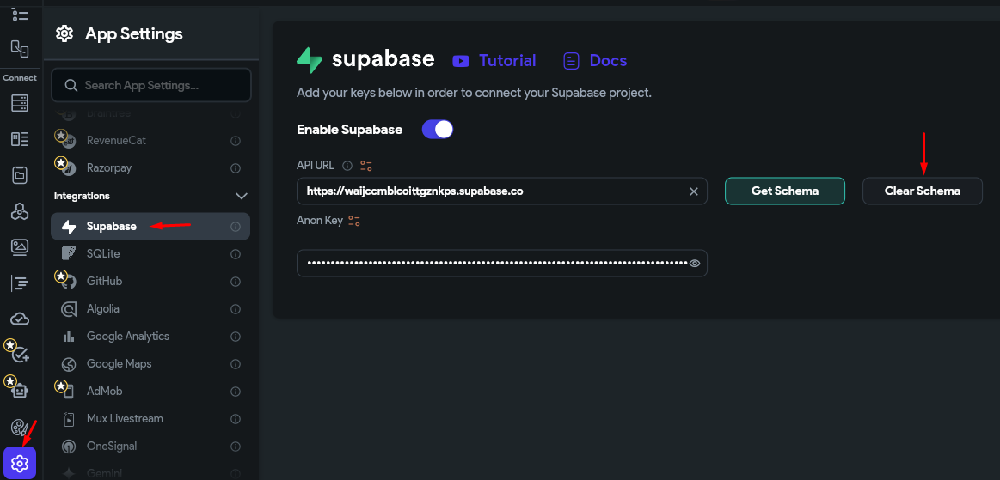 App Settings
Connect
Search App Settings...
Braintree
RevenueCat
Razorpay
Integrations
Supabase
SQLite
GitHub
Algolia
Google Analytics
Google Maps
AdMob
Mux Livestream
OneSignal
Gemini
supabase Tutorial Docs
Add your keys below in order to connect your Supabase project.
Enable Supabase
API URL
https://waijccmblcoittgznkps.supabase.co Get Schema Clear Schema
Anon Key